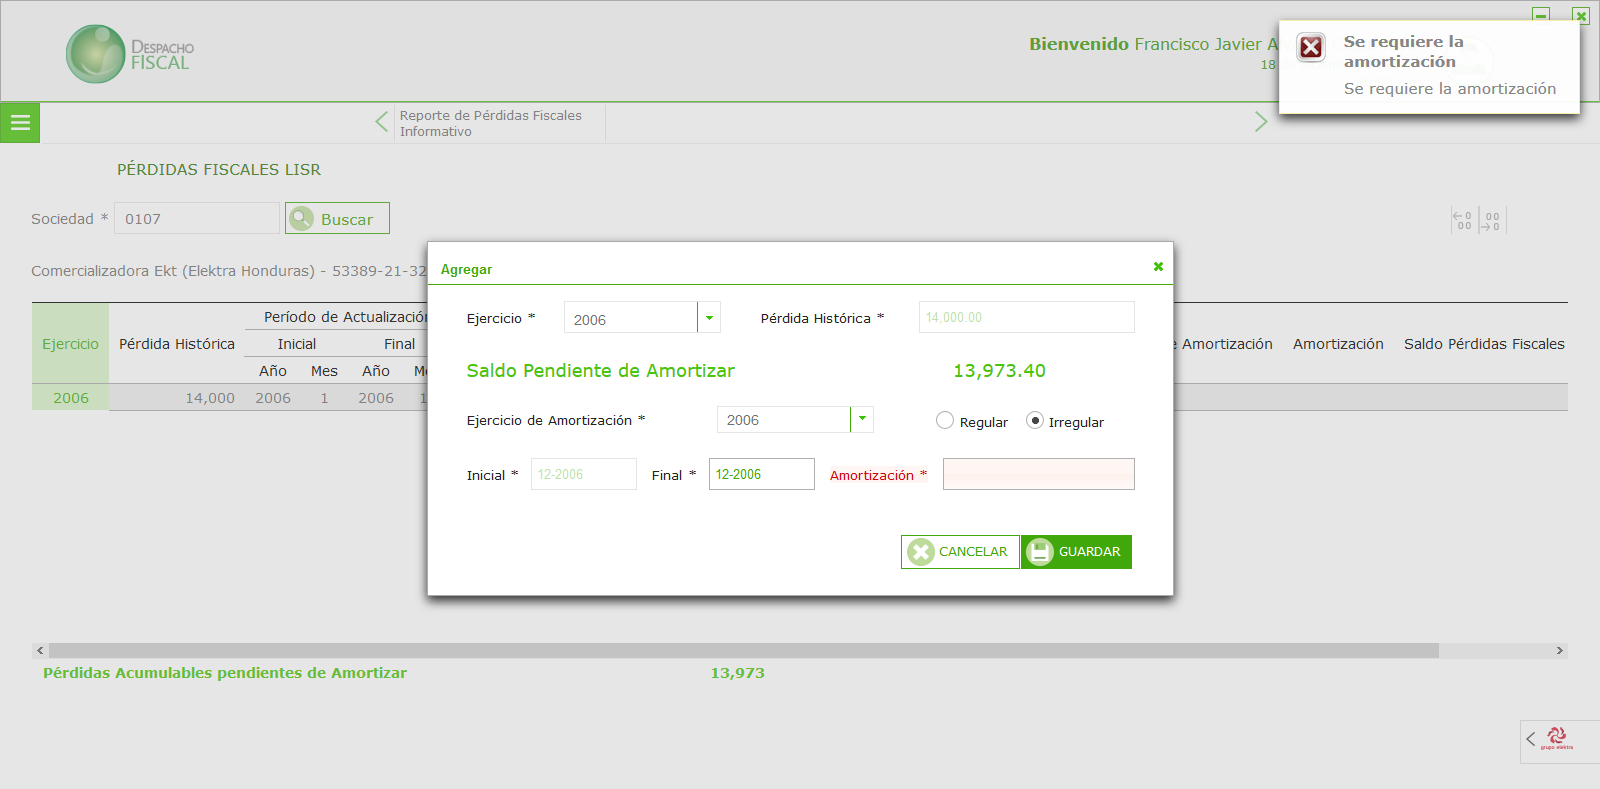 DESPACHO
FISCAL
Bienvenido Francisco Javier A
18
Se requiere la
amortización
Se requiere la amortización
Reporte de Pérdidas Fiscales
Informativo
PÉRDIDAS FISCALES LISR
Sociedad * 0107 Buscar
←0 00
00 →0
Comercializadora Ekt (Elektra Honduras) - 53389-21-32
Agregar
Ejercicio * 2006 Pérdida Histórica * 14,000.00
Saldo Pendiente de Amortizar 13,973.40
Ejercicio de Amortización * 2006 Regular Irregular
Inicial * 12-2006 Final * 12-2006 Amortización *
CANCELAR GUARDAR
Período de Actualización
Ejercicio Pérdida Histórica Inicial Final Amortización Amortización Saldo Pérdidas Fiscales
Año Mes Año
2006 14,000 2006 1 2006 1
Pérdidas Acumulables pendientes de Amortizar 13,973
grupo elektra